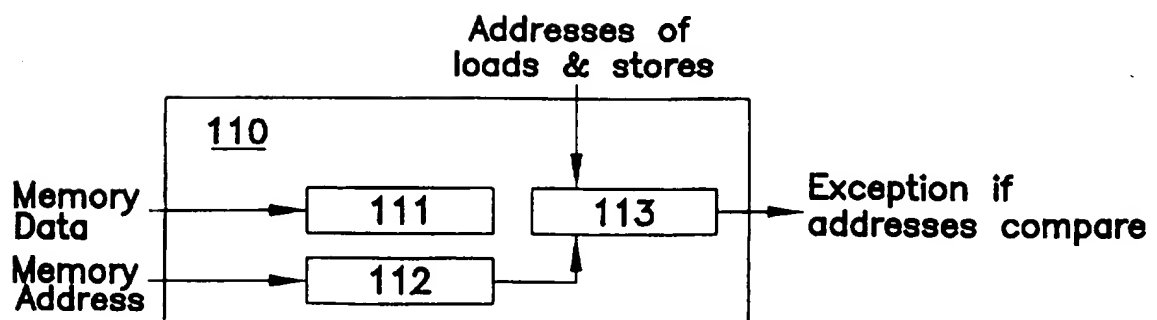 Addresses of
loads & stores
110
Memory
Data
111
113
Exception if
addresses compare
Memory
Address
112